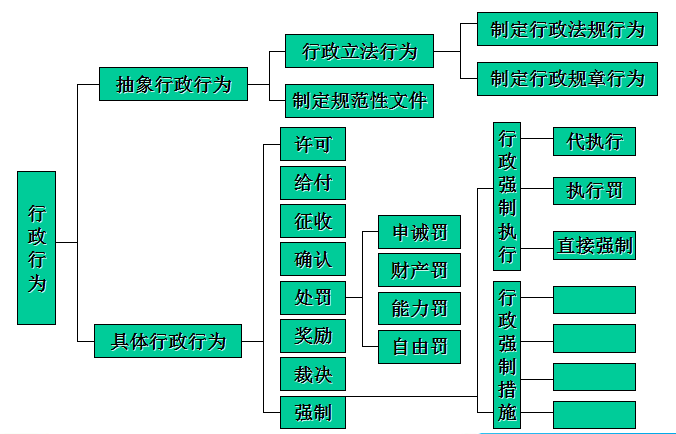 行政行为
抽象行政行为
行政立法行为
制定行政法规行为
制定行政规章行为
制定规范性文件
具体行政行为
许可
给付
征收
确认
处罚
申诫罚
财产罚
能力罚
自由罚
奖励
裁决
强制
行政强制执行
代执行
执行罚
直接强制
行政强制措施